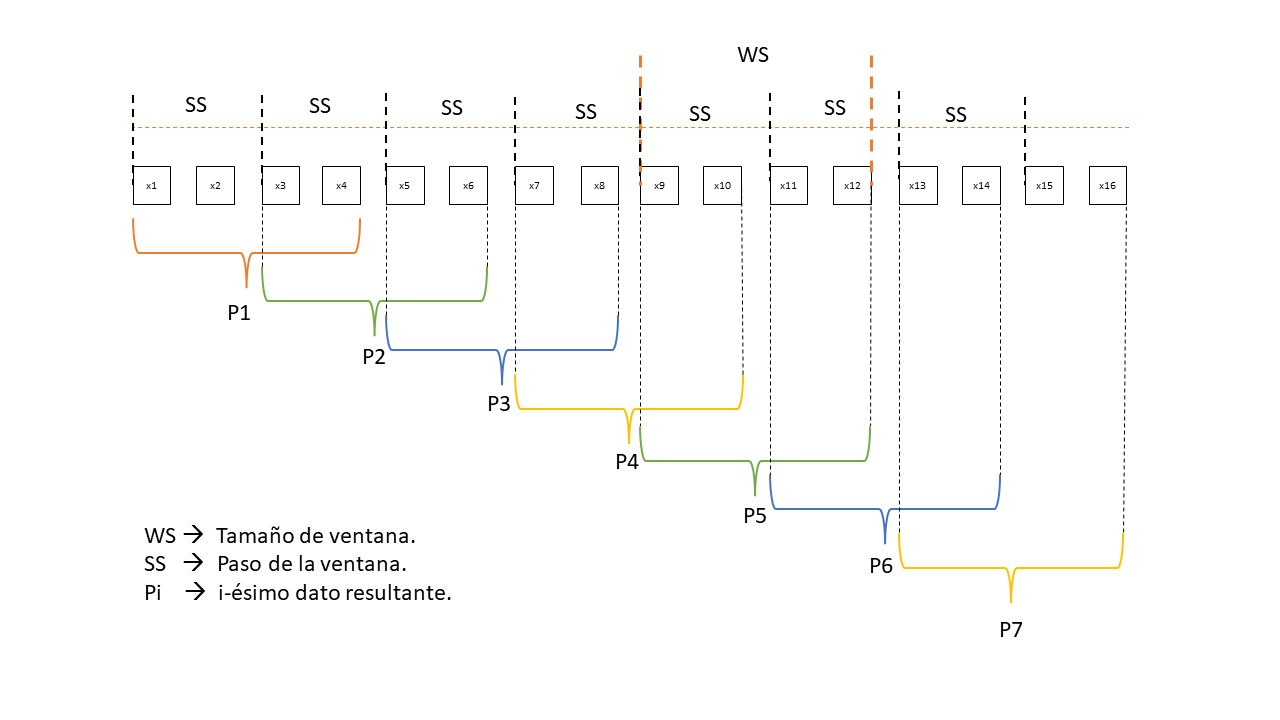 WS
SS SS SS SS SS SS SS
x1 x2 x3 x4 x5 x6 x7 x8 x9 x10 x11 x12 x13 x14 x15 x16
P1
P2
P3
P4
P5
P6
P7
WS → Tamaño de ventana.
SS → Paso de la ventana.
Pi → i-ésimo dato resultante.